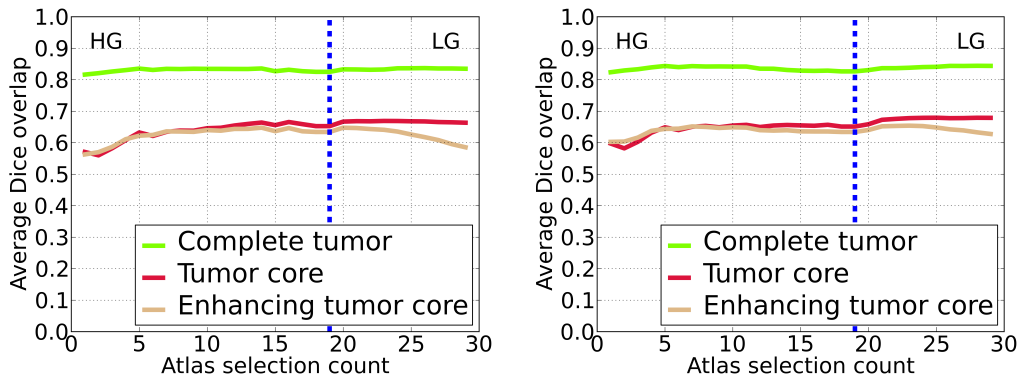 1.0
0.9
0.8
0.7
0.6
0.5
0.4
0.3
0.2
0.1
0.0
Average Dice overlap
HG
LG
Complete tumor
Tumor core
Enhancing tumor core
0 5 10 15 20 25 30
Atlas selection count
1.0
0.9
0.8
0.7
0.6
0.5
0.4
0.3
0.2
0.1
0.0
Average Dice overlap
HG
LG
Complete tumor
Tumor core
Enhancing tumor core
0 5 10 15 20 25 30
Atlas selection count